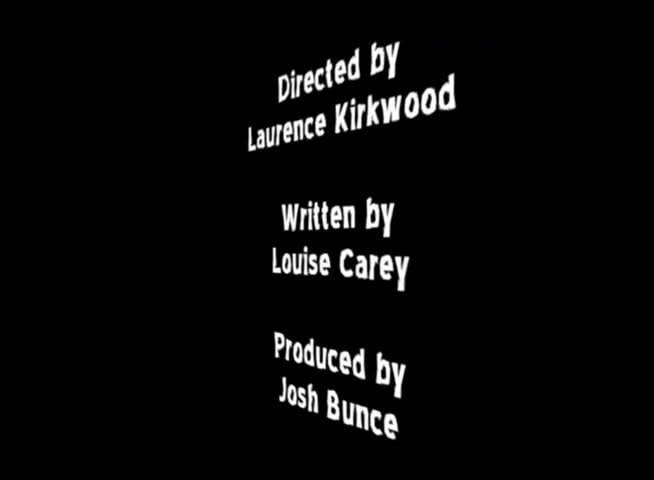 Directed by
Laurence Kirkwood
Written by
Louise Carey
Produced by
Josh Bunce